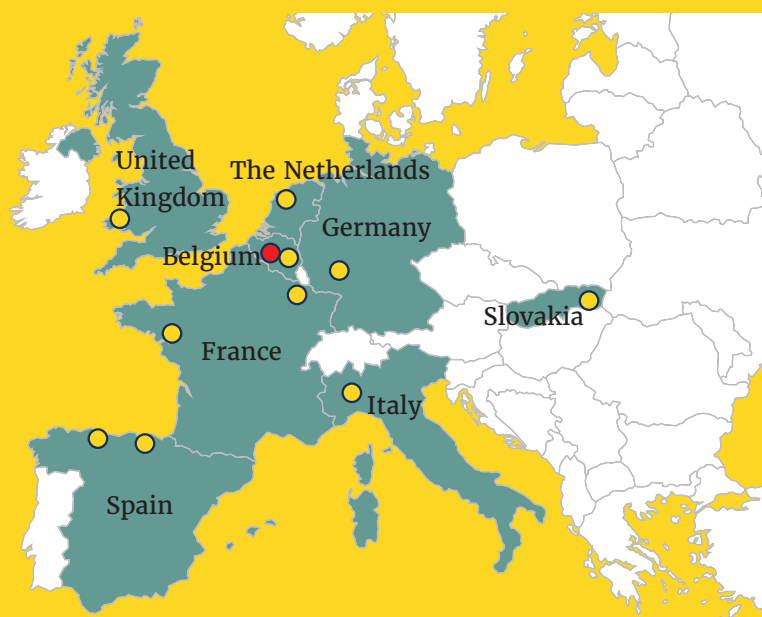 United
Kingdom
The Netherlands
Germany
Belgium
Slovakia
France
Italy
Spain